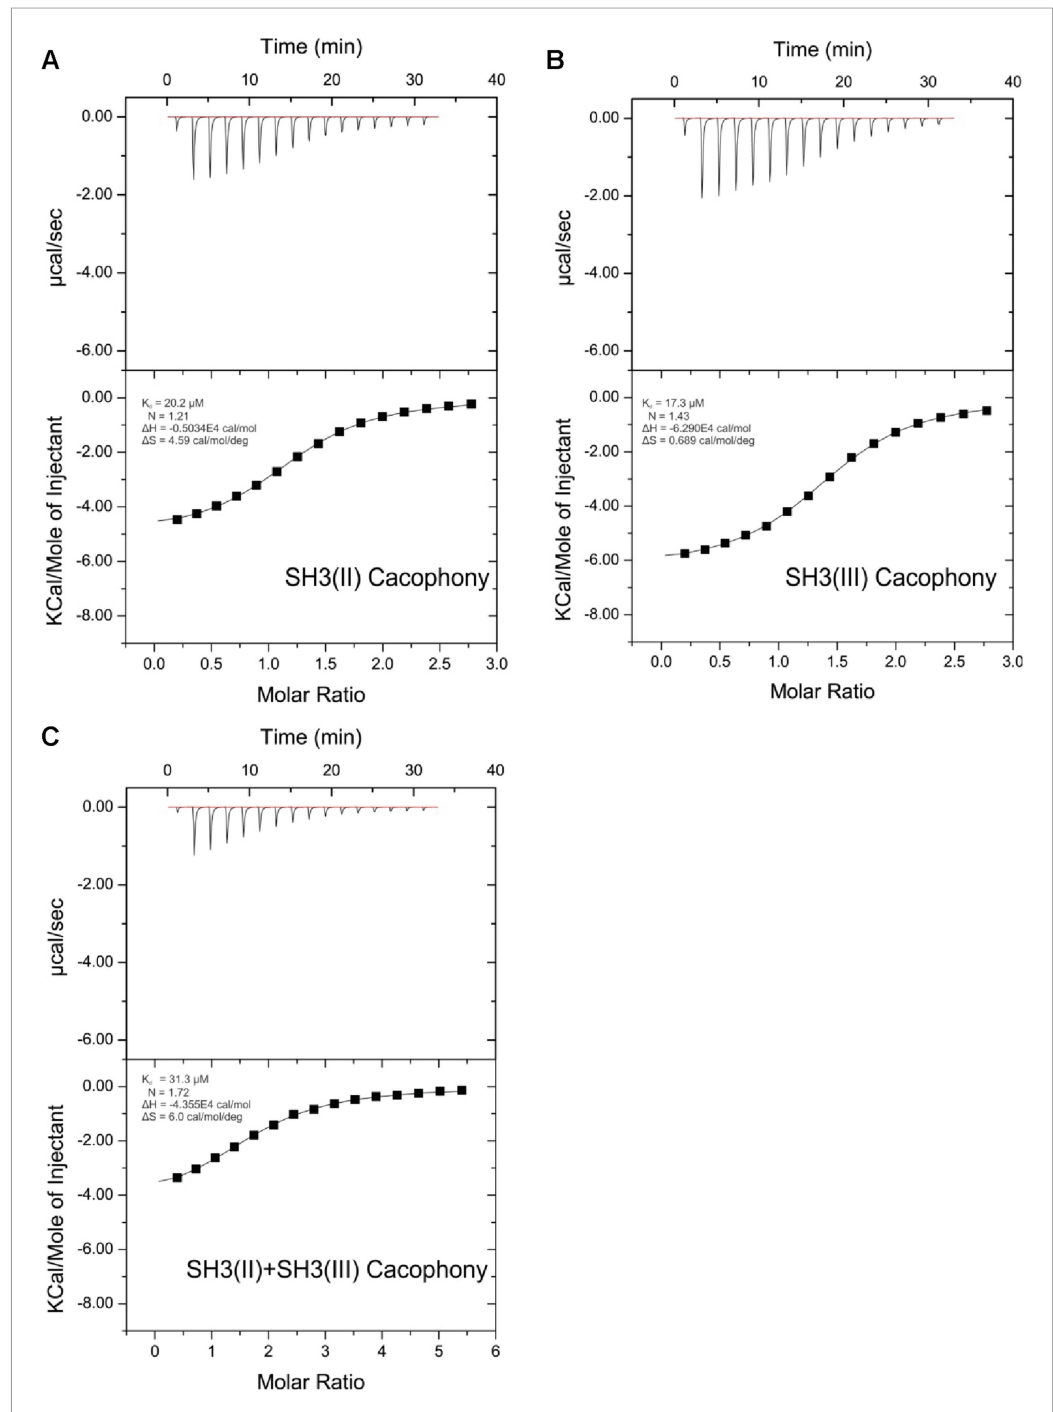 A
Time (min)
0 10 20 30 40
0.00
-2.00
-4.00
-6.00
µcal/sec
0.00
-2.00
-4.00
-6.00
-8.00
KCal/Mole of Injectant
K = 20.2 µM
N = 1.21
ΔH = -0.5034E4 cal/mol
ΔS = 4.59 cal/mol/deg
SH3(II) Cacophony
0.0 0.5 1.0 1.5 2.0 2.5 3.0
Molar Ratio
B
Time (min)
0 10 20 30 40
0.00
-2.00
-4.00
-6.00
µcal/sec
0.00
-2.00
-4.00
-6.00
-8.00
KCal/Mole of Injectant
K = 17.3 µM
N = 1.43
ΔH = -6.290E4 cal/mol
ΔS = 0.689 cal/mol/deg
SH3(III) Cacophony
0.0 0.5 1.0 1.5 2.0 2.5 3.0
Molar Ratio
C
Time (min)
0 10 20 30 40
0.00
-2.00
-4.00
-6.00
µcal/sec
0.00
-2.00
-4.00
-6.00
-8.00
KCal/Mole of Injectant
K = 31.3 µM
N = 1.72
ΔH = -4.355E4 cal/mol
ΔS = 6.0 cal/mol/deg
SH3(II)+SH3(III) Cacophony
0 1 2 3 4 5 6
Molar Ratio